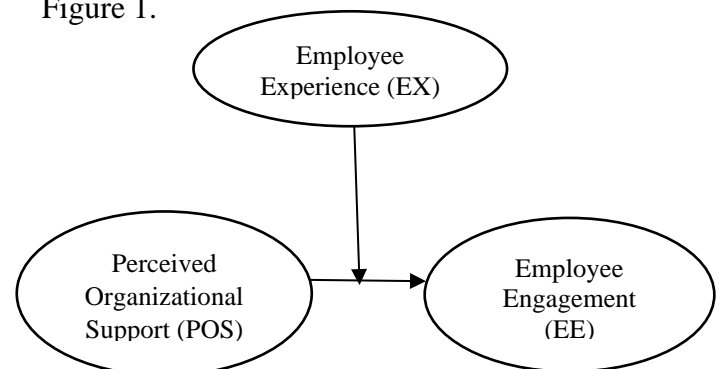 Figure 1.
Employee
Experience (EX)
Perceived
Organizational
Support (POS)
Employee
Engagement
(EE)